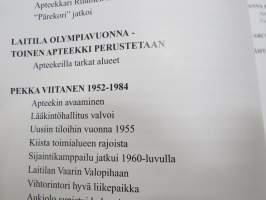 Apteekkari
"Pärekori" jatkoi
LAITILA OLYMPIAVUONNA -
TOINEN APTEEKKI PERUSTETAAN
Apteekeilla tarkat alueet
PEKKA VIITANEN 1952-1984
Apteekin avaaminen
Lääkintöhallitus valvoi
Uusiin tiloihin vuonna 1955
Kiista toimialueen rajoista
Sijaintikamppailu jatkui 1960-luvulla
Laitilan Vaarin Valopihaan
Vihtorintori hyvä liikepaikka